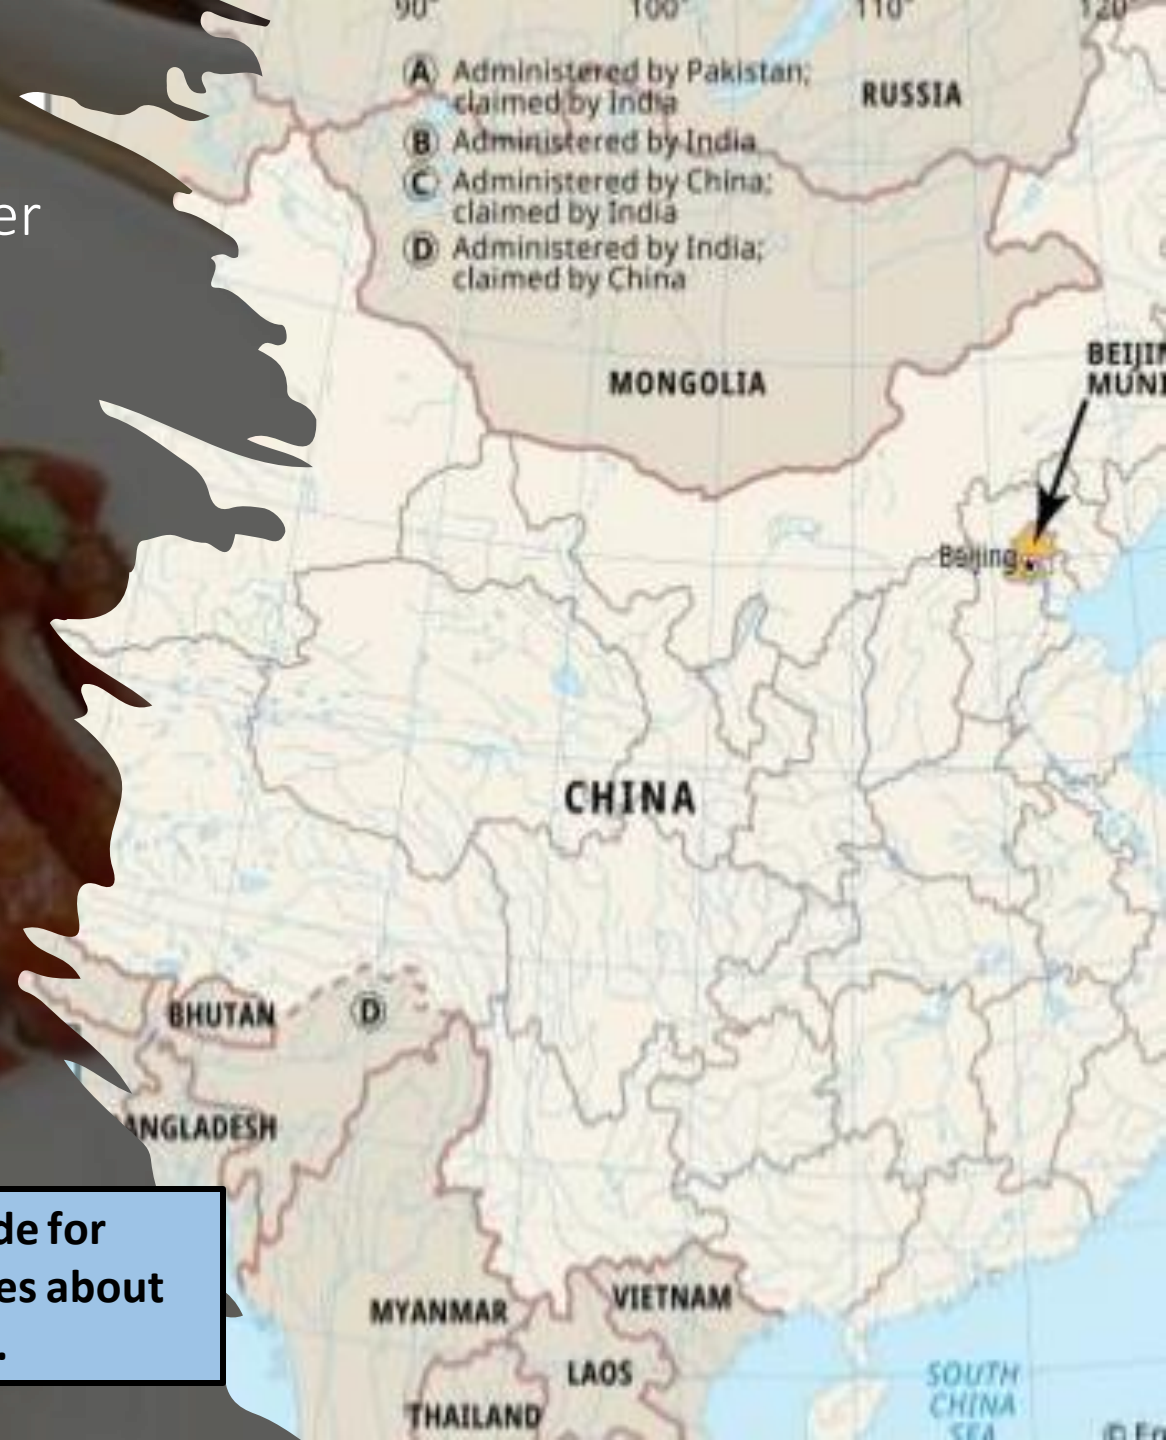 90° 100° 110° 120°
Ⓐ Administered by Pakistan;
claimed by India
Ⓑ Administered by India
Ⓒ Administered by China;
claimed by India
Ⓓ Administered by India;
claimed by China
RUSSIA
er
MONGOLIA
BEIJIN
MUNI
Beijing
CHINA
BHUTAN
Ⓓ
ANGLADESH
de for
es about
.
MYANMAR
VIETNAM
LAOS
THAILAND
SOUTH
CHINA
SEA
© En